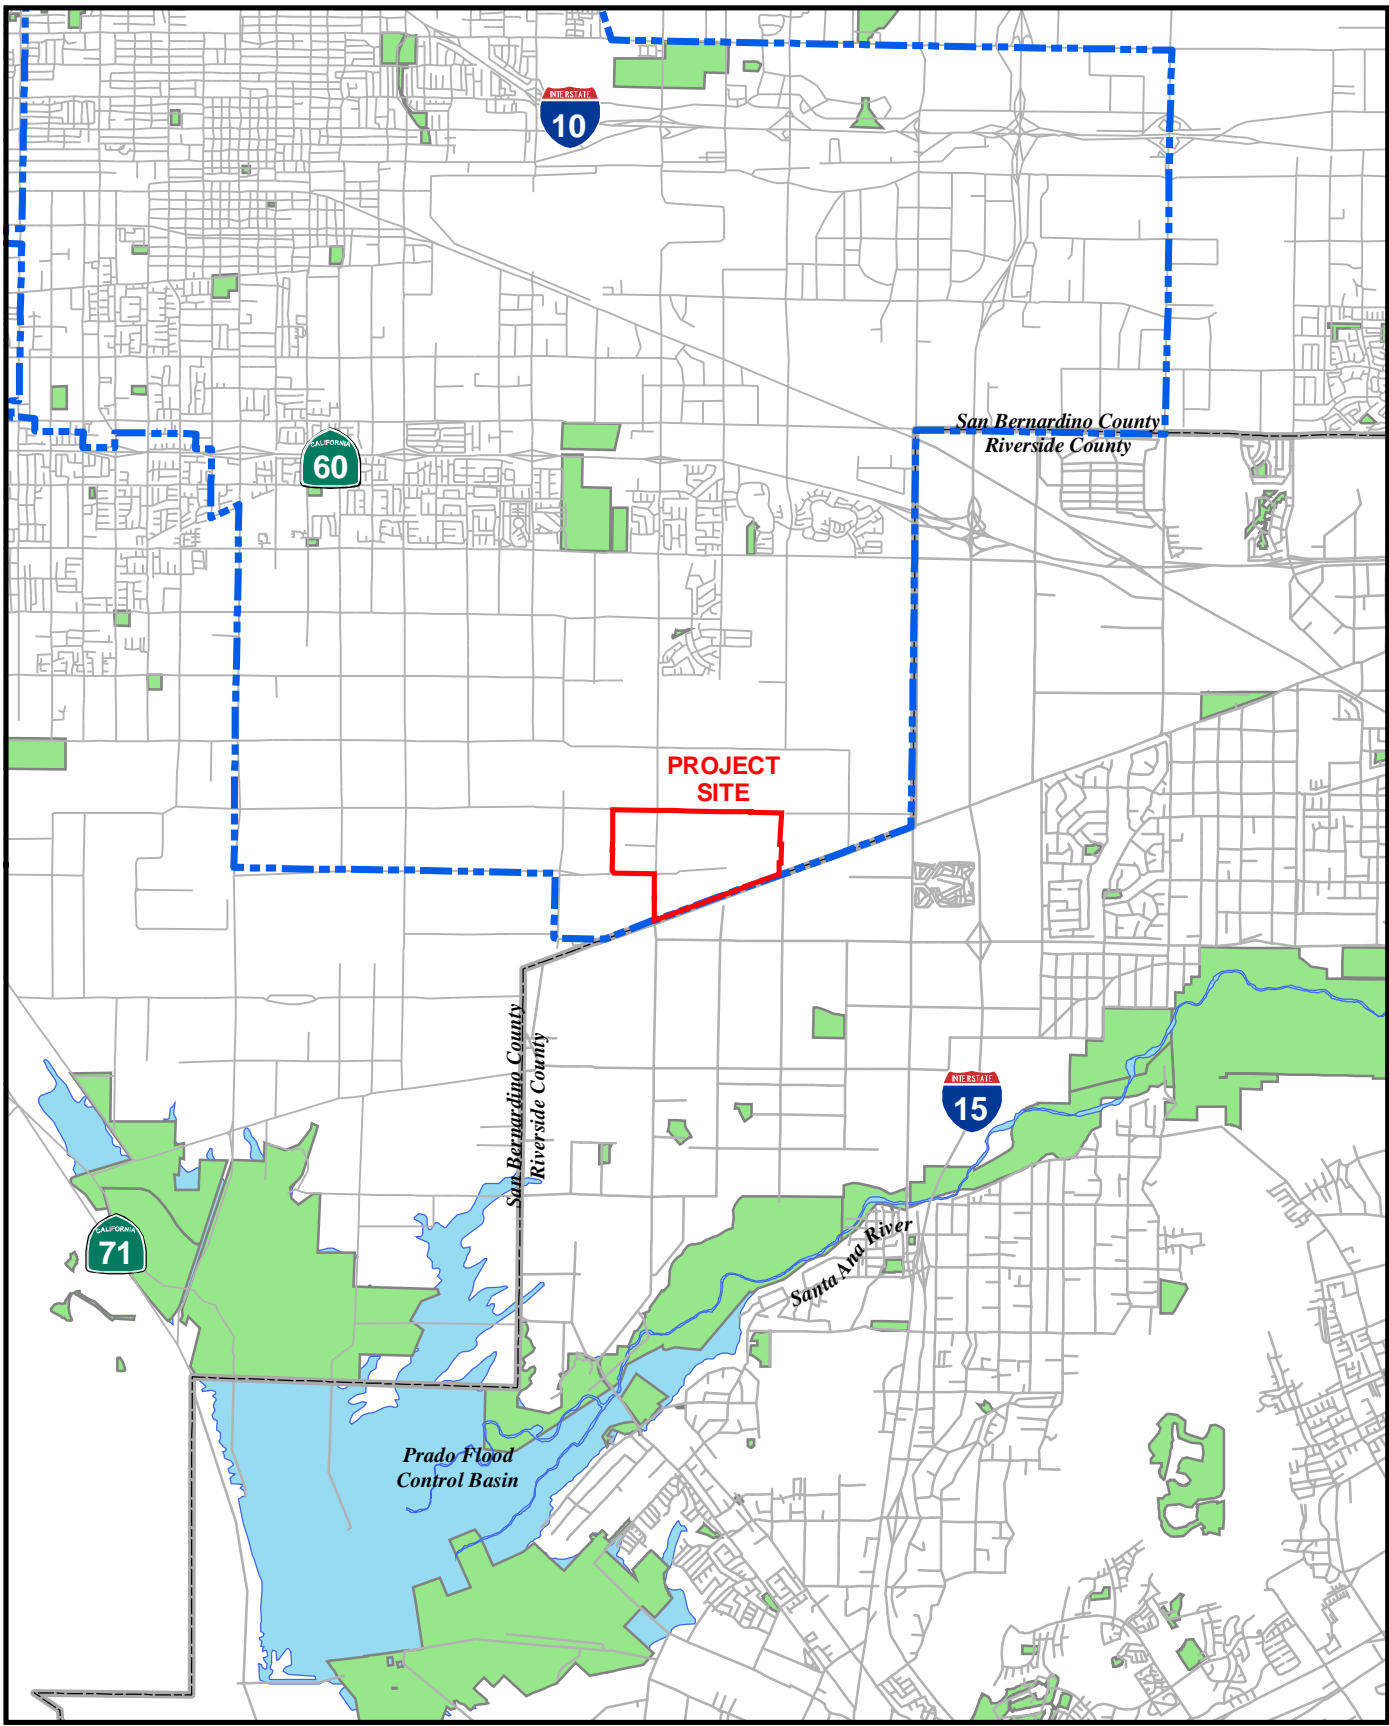 INTERSTATE
10
San Bernardino County
Riverside County
CALIFORNIA
60
PROJECT
SITE
San Bernardino County
Riverside County
INTERSTATE
15
CALIFORNIA
71
Santa Ana River
Prado Flood
Control Basin